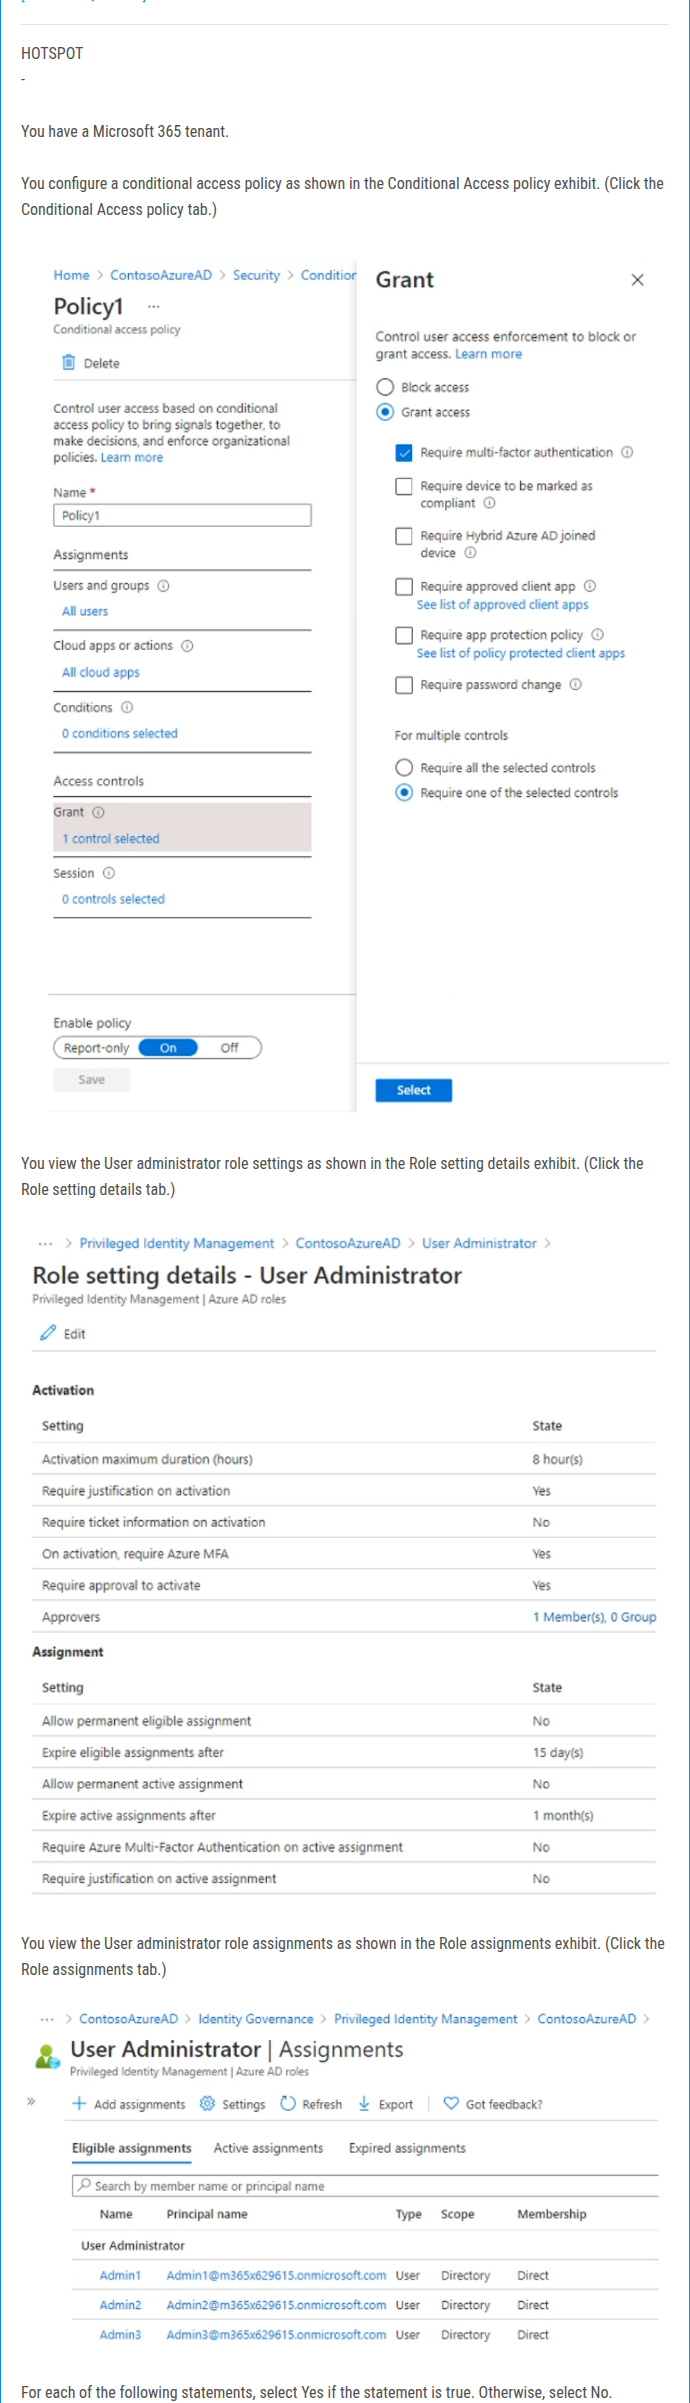 HOTSPOT
-
You have a Microsoft 365 tenant.
You configure a conditional access policy as shown in the Conditional Access policy exhibit. (Click the
Conditional Access policy tab.)
Home > ContosoAzureAD > Security > Condition
Policy1 ...
Conditional access policy
Delete
Control user access based on conditional
access policy to bring signals together, to
make decisions, and enforce organizational
policies. Learn more
Name *
Policy1
Assignments
Users and groups
All users
Cloud apps or actions
All cloud apps
Conditions
0 conditions selected
Access controls
Grant
1 control selected
Session
0 controls selected
Enable policy
Report-only On Off
Save
Grant
Control user access enforcement to block or
grant access. Learn more
Block access
Grant access
Require multi-factor authentication
Require device to be marked as
compliant
Require Hybrid Azure AD joined
device
Require approved client app
See list of approved client apps
Require app protection policy
See list of policy protected client apps
Require password change
For multiple controls
Require all the selected controls
Require one of the selected controls
Select
You view the User administrator role settings as shown in the Role setting details exhibit. (Click the
Role setting details tab.)
... > Privileged Identity Management > ContosoAzureAD > User Administrator >
Role setting details - User Administrator
Privileged Identity Management | Azure AD roles
Edit
Activation
Setting State
Activation maximum duration (hours) 8 hour(s)
Require justification on activation Yes
Require ticket information on activation No
On activation, require Azure MFA Yes
Require approval to activate Yes
Approvers 1 Member(s), 0 Group
Assignment
Setting State
Allow permanent eligible assignment No
Expire eligible assignments after 15 day(s)
Allow permanent active assignment No
Expire active assignments after 1 month(s)
Require Azure Multi-Factor Authentication on active assignment No
Require justification on active assignment No
You view the User administrator role assignments as shown in the Role assignments exhibit. (Click the
Role assignments tab.)
... > ContosoAzureAD > Identity Governance > Privileged Identity Management > ContosoAzureAD >
User Administrator | Assignments
Privileged Identity Management | Azure AD roles
» + Add assignments Settings Refresh Export Got feedback?
Eligible assignments Active assignments Expired assignments
Search by member name or principal name
Name Principal name Type Scope Membership
User Administrator
Admin1 Admin1@m365x629615.onmicrosoft.com User Directory Direct
Admin2 Admin2@m365x629615.onmicrosoft.com User Directory Direct
Admin3 Admin3@m365x629615.onmicrosoft.com User Directory Direct
For each of the following statements, select Yes if the statement is true. Otherwise, select No.